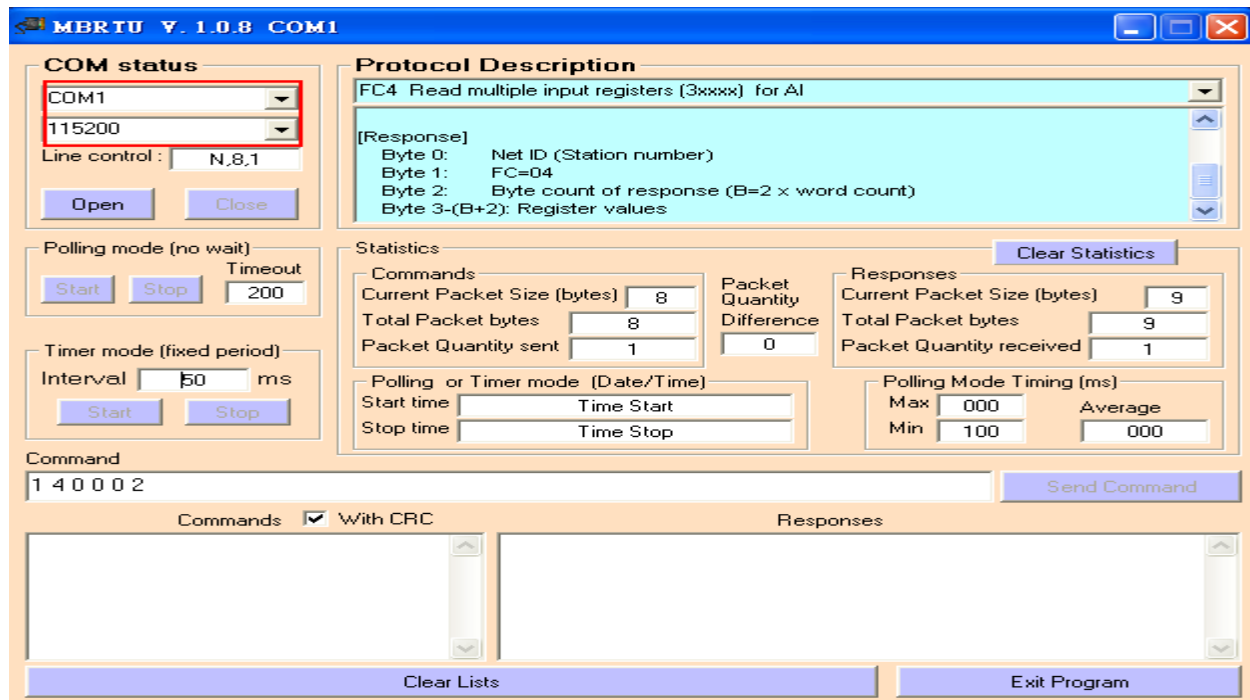 MBRTU V. 1.0.8 COM1
COM status
COM1
115200
Line control : N,8,1
Open Close
Protocol Description
FC4 Read multiple input registers (3xxxx) for AI
[Response]
Byte 0: Net ID (Station number)
Byte 1: FC=04
Byte 2: Byte count of response (B=2 x word count)
Byte 3-(B+2): Register values
Polling mode (no wait)
Timeout
Start Stop 200
Timer mode (fixed period)
Interval 50 ms
Start Stop
Statistics
Clear Statistics
Commands
Current Packet Size (bytes) 8
Total Packet bytes 8
Packet Quantity sent 1
Packet
Quantity
Difference
0
Responses
Current Packet Size (bytes) 9
Total Packet bytes 9
Packet Quantity received 1
Polling or Timer mode (Date/Time)
Start time Time Start
Stop time Time Stop
Polling Mode Timing (ms)
Max 000 Average
Min 100 000
Command
1 4 0 0 0 2
Send Command
Commands With CRC
Responses
Clear Lists
Exit Program